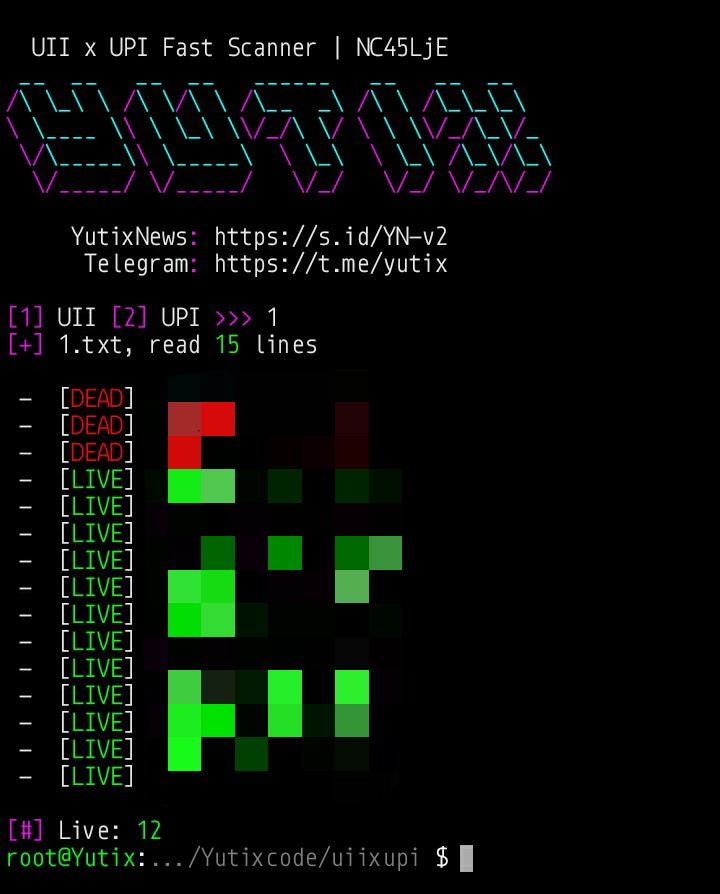 UII x UPI Fast Scanner | NC45LjE
YUTIX
YutixNews: https://s.id/YN-v2
Telegram: https://t.me/yutix
[1] UII [2] UPI >>> 1
[+] 1.txt, read 15 lines
- [DEAD]
- [DEAD]
- [DEAD]
- [LIVE]
- [LIVE]
- [LIVE]
- [LIVE]
- [LIVE]
- [LIVE]
- [LIVE]
- [LIVE]
- [LIVE]
- [LIVE]
- [LIVE]
- [LIVE]
[#] Live: 12
root@Yutix:.../Yutixcode/uiixupi $